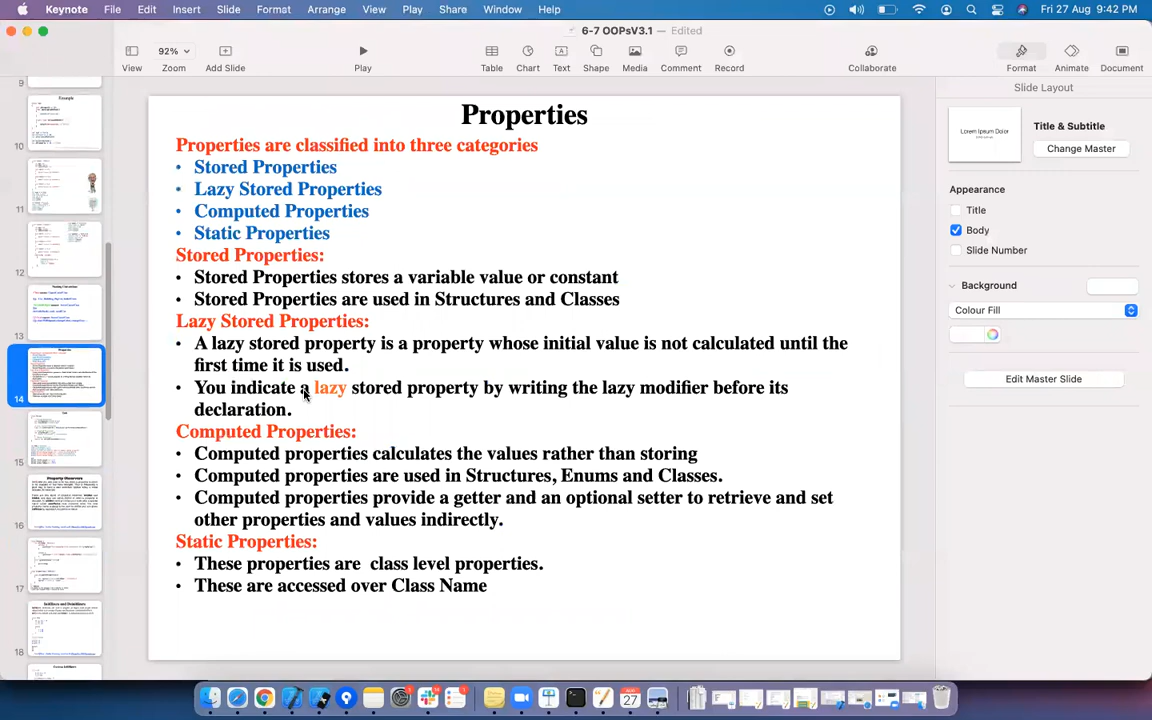 Keynote File Edit Insert Slide Format Arrange View Play Share Window Help Fri 27 Aug 9:42 PM
6-7 OOPsV3.1 — Edited
92%
View Zoom Add Slide Play Table Chart Text Shape Media Comment Record Collaborate Format Animate Document
Slide Layout
9
10
11
12
13
14
15
16
17
18
Example
Properties
Property Observers
Properties
Properties are classified into three categories
• Stored Properties
• Lazy Stored Properties
• Computed Properties
• Static Properties
Stored Properties:
• Stored Properties stores a variable value or constant
• Stored Properties are used in Structures and Classes
Lazy Stored Properties:
• A lazy stored property is a property whose initial value is not calculated until the
first time it is used.
• You indicate a lazy stored property by writing the lazy modifier before its
declaration.
Computed Properties:
• Computed properties calculates the values rather than storing
• Computed properties are used in Structures, Enums and Classes.
• Computed properties provide a getter and an optional setter to retrieve and set
other properties and values indirectly.
Static Properties:
• These properties are class level properties.
• These are accessed over Class Name
Lorem Ipsum Dolor
Title & Subtitle
Change Master
Appearance
Title
Body
Slide Number
Background
Colour Fill
Edit Master Slide
AUG
27